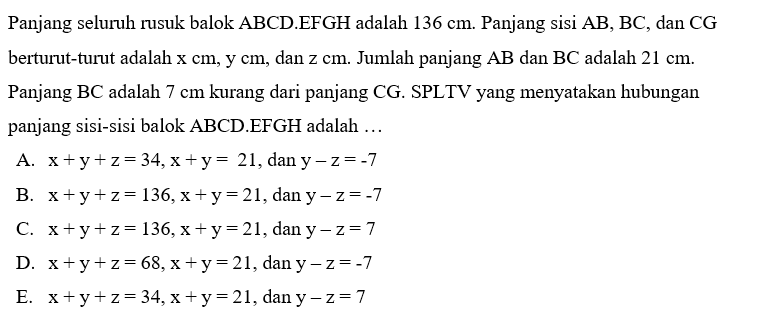 Panjang seluruh rusuk balok ABCD.EFGH adalah 136 cm. Panjang sisi AB, BC, dan CG
berturut-turut adalah x cm, y cm, dan z cm. Jumlah panjang AB dan BC adalah 21 cm.
Panjang BC adalah 7 cm kurang dari panjang CG. SPLTV yang menyatakan hubungan
panjang sisi-sisi balok ABCD.EFGH adalah …
A. x + y + z = 34, x + y = 21, dan y – z = -7
B. x + y + z = 136, x + y = 21, dan y – z = -7
C. x + y + z = 136, x + y = 21, dan y – z = 7
D. x + y + z = 68, x + y = 21, dan y – z = -7
E. x + y + z = 34, x + y = 21, dan y – z = 7